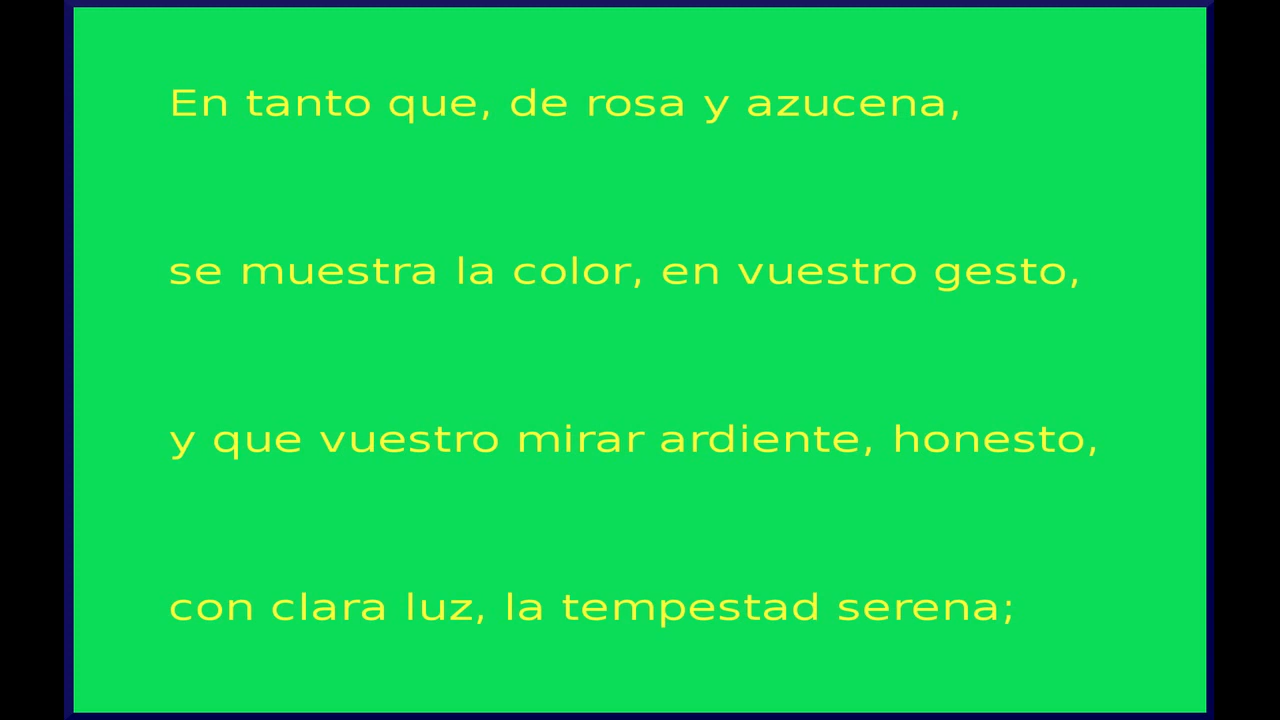 En tanto que, de rosa y azucena,
se muestra la color, en vuestro gesto,
y que vuestro mirar ardiente, honesto,
con clara luz, la tempestad serena;